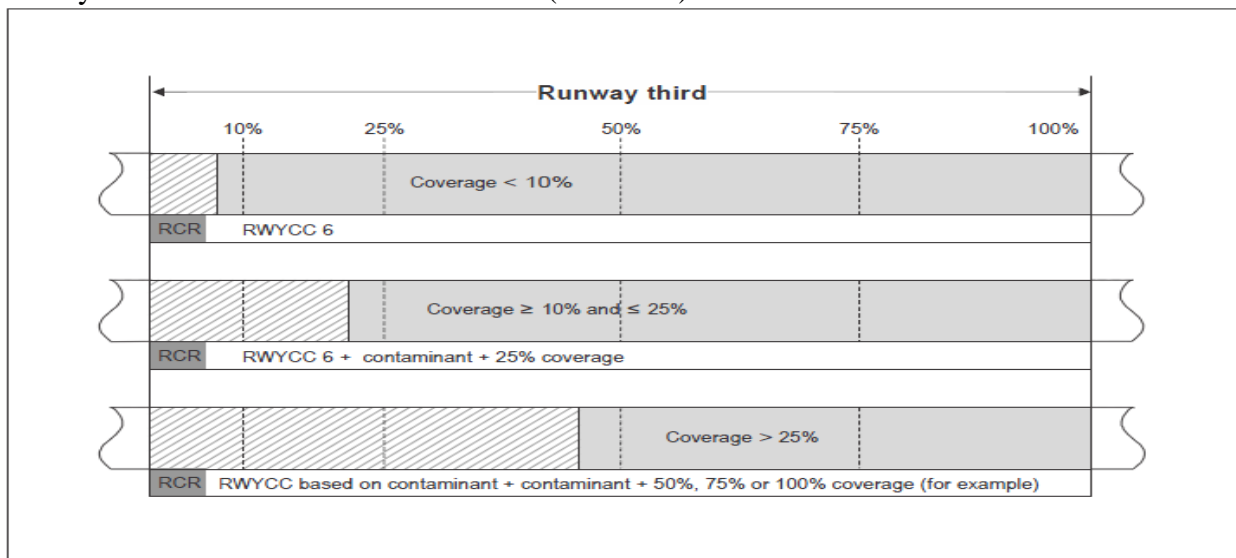 Runway third
10% 25% 50% 75% 100%
Coverage < 10%
RCR RWYCC 6
Coverage ≥ 10% and ≤ 25%
RCR RWYCC 6 + contaminant + 25% coverage
Coverage > 25%
RCR RWYCC based on contaminant + contaminant + 50%, 75% or 100% coverage (for example)